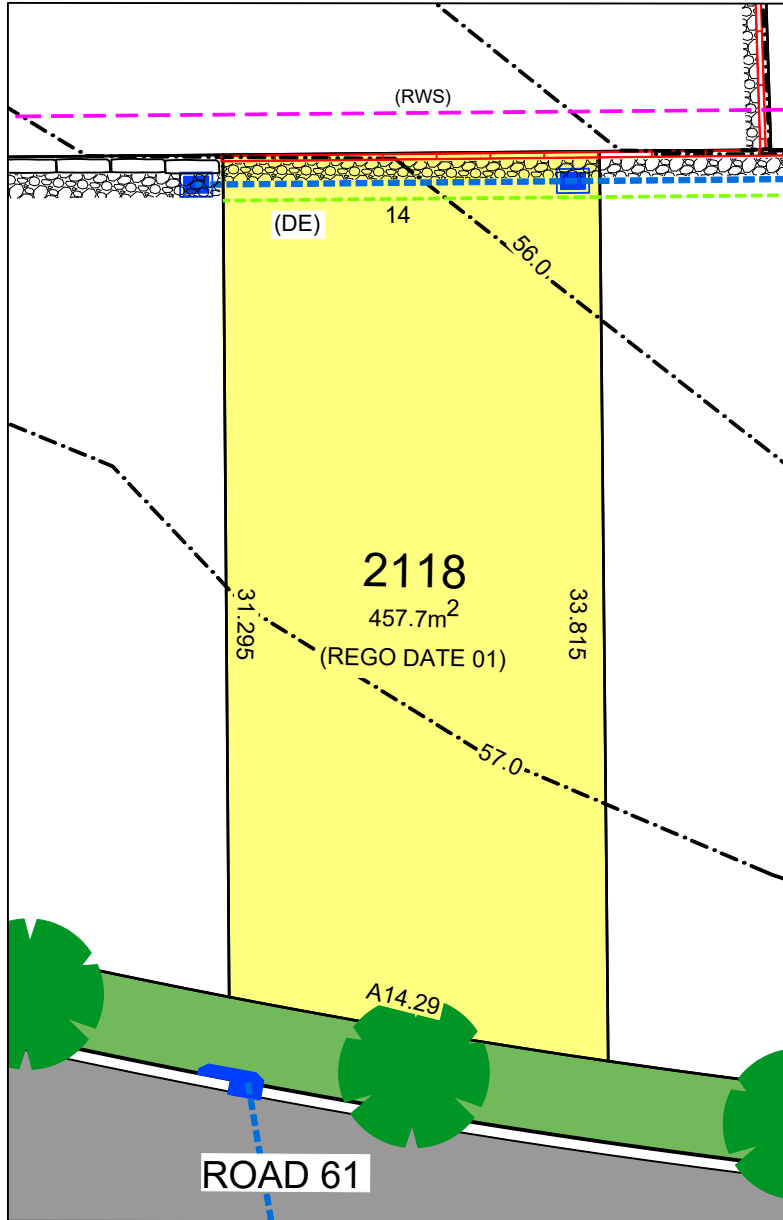 (RWS)
(DE)
14
56.0
2118
457.7m²
31.295
33.815
(REGO DATE 01)
57.0
A14.29
ROAD 61